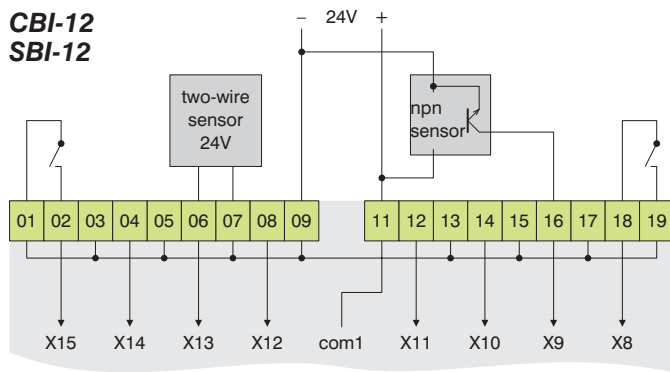 CBI-12
SBI-12
– 24V +
two-wire
sensor
24V
npn
sensor
01 02 03 04 05 06 07 08 09 11 12 13 14 15 16 17 18 19
X15 X14 X13 X12 com1 X11 X10 X9 X8